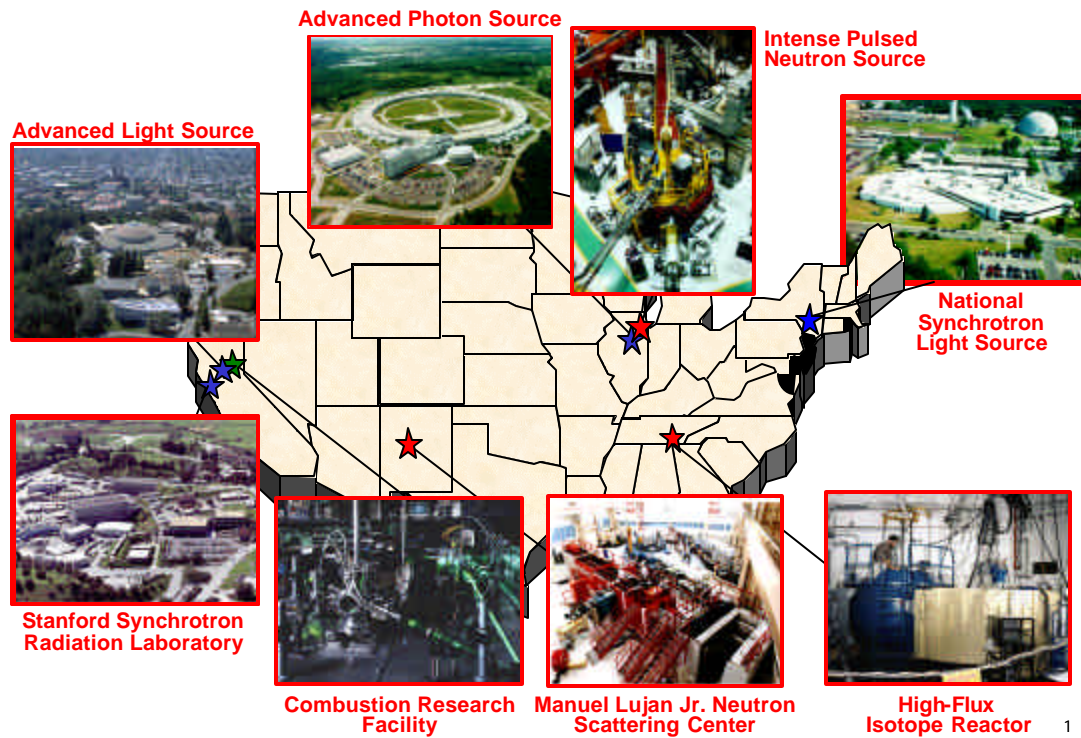 Advanced Photon Source
Intense Pulsed
Neutron Source
Advanced Light Source
National
Synchrotron
Light Source
Stanford Synchrotron
Radiation Laboratory
Combustion Research
Facility
Manuel Lujan Jr. Neutron
Scattering Center
High-Flux
Isotope Reactor
1